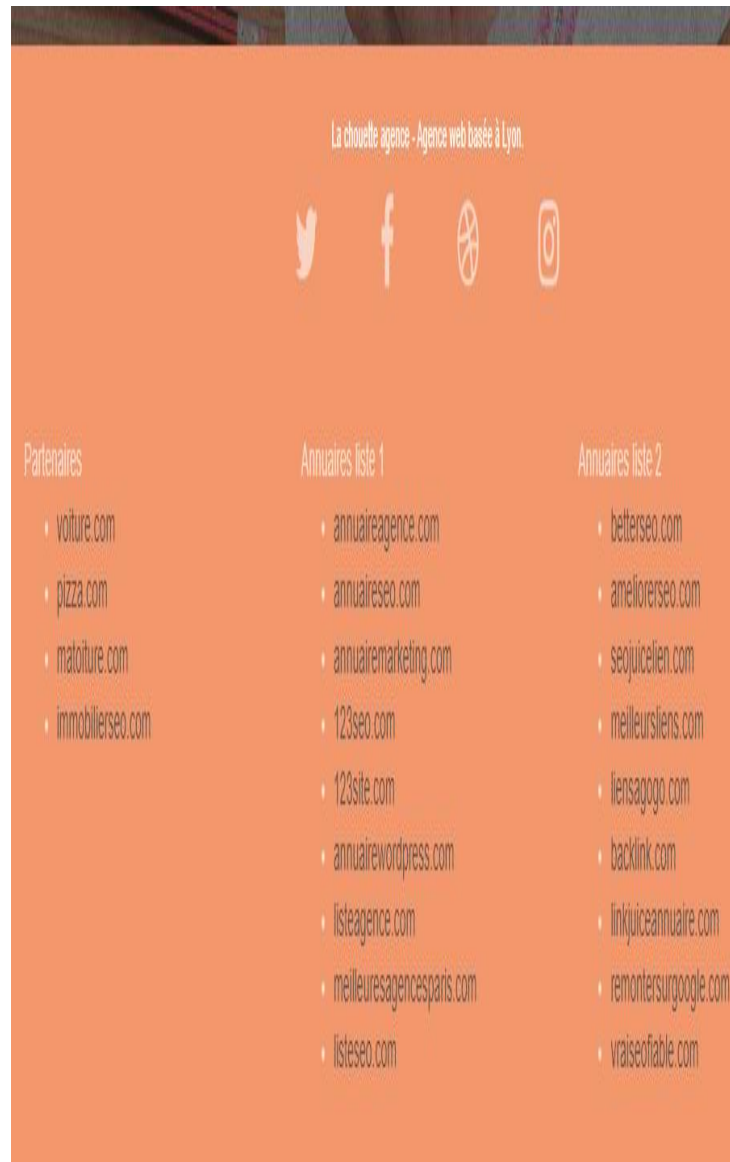 La chouette agence - Agence web basée à Lyon.
Partenaires
voiture.com
pizza.com
matoiture.com
immobilierseo.com
Annuaires liste 1
annuaireagence.com
annuaireseo.com
annuairemarketing.com
123seo.com
123site.com
annuairewordpress.com
listeagence.com
meilleuresagencesparis.com
listeseo.com
Annuaires liste 2
betterseo.com
ameliorerseo.com
seojuicelien.com
meilleursliens.com
liensagogo.com
backlink.com
linkjuiceannuaire.com
remontersurgoogle.com
vraiseofiable.com